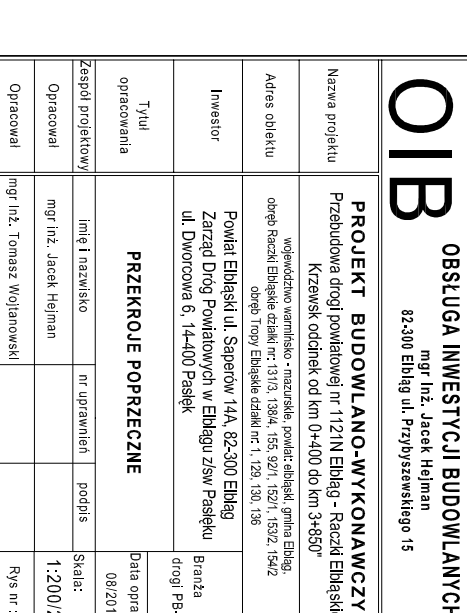 OIB
OBSŁUGA INWESTYCJI BUDOWLANYCH
mgr inż. Jacek Hejman
82-300 Elbląg ul. Przybyszewskiego 15
Nazwa projektu
PROJEKT BUDOWLANO-WYKONAWCZY
Przebudowa drogi powiatowej nr 1121N Elbląg - Raczki Elbląski
Krzewsk odcinek od km 0+400 do km 3+850"
Adres obiektu
województwo warmińsko - mazurskie, powiat: elbląski, gmina Elbląg,
obręb Raczki Elbląskie działki nr: 131/3, 138/4, 155, 92/1, 152/1, 153/2, 154/2
obręb Tropy Elbląskie działki nr: 1, 129, 130, 136
Inwestor
Powiat Elbląski ul. Saperów 14A, 82-300 Elbląg
Zarząd Dróg Powiatowych w Elblągu z/sw Pasłęku
ul. Dworcowa 6, 14-400 Pasłęk
Branża
drogi PB-
Tytuł
opracowania
PRZEKROJE POPRZECZNE
Data opra
08/201
Zespół projektowy
imię i nazwisko
nr uprawnień
podpis
Skala:
1:200/
Opracował
mgr inż. Jacek Hejman
Opracował
mgr inż. Tomasz Wojtanowski
Rys nr :